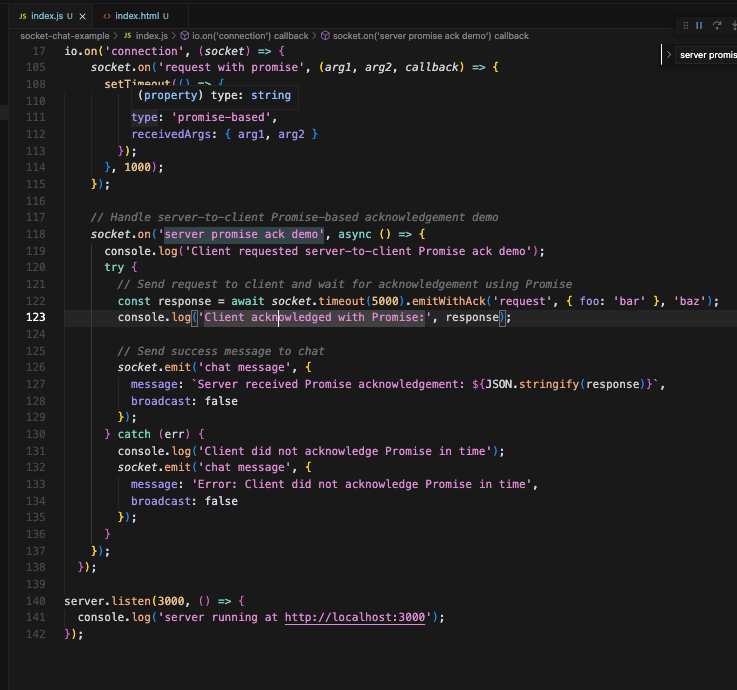 JS index.js U ×
<> index.html U
socket-chat-example > JS index.js > io.on('connection') callback > socket.on('server promise ack demo') callback
server promis
17 io.on('connection', (socket) => {
105 socket.on('request with promise', (arg1, arg2, callback) => {
108 setTimeout(() => {
110
(property) type: string
111 type: 'promise-based',
112 receivedArgs: { arg1, arg2 }
113 });
114 }, 1000);
115 });
116
117 // Handle server-to-client Promise-based acknowledgement demo
118 socket.on('server promise ack demo', async () => {
119 console.log('Client requested server-to-client Promise ack demo');
120 try {
121 // Send request to client and wait for acknowledgement using Promise
122 const response = await socket.timeout(5000).emitWithAck('request', { foo: 'bar' }, 'baz');
123 console.log('Client acknowledged with Promise:', response);
124
125 // Send success message to chat
126 socket.emit('chat message', {
127 message: `Server received Promise acknowledgement: ${JSON.stringify(response)}`,
128 broadcast: false
129 });
130 } catch (err) {
131 console.log('Client did not acknowledge Promise in time');
132 socket.emit('chat message', {
133 message: 'Error: Client did not acknowledge Promise in time',
134 broadcast: false
135 });
136 }
137 });
138 });
139
140 server.listen(3000, () => {
141 console.log('server running at http://localhost:3000');
142 });